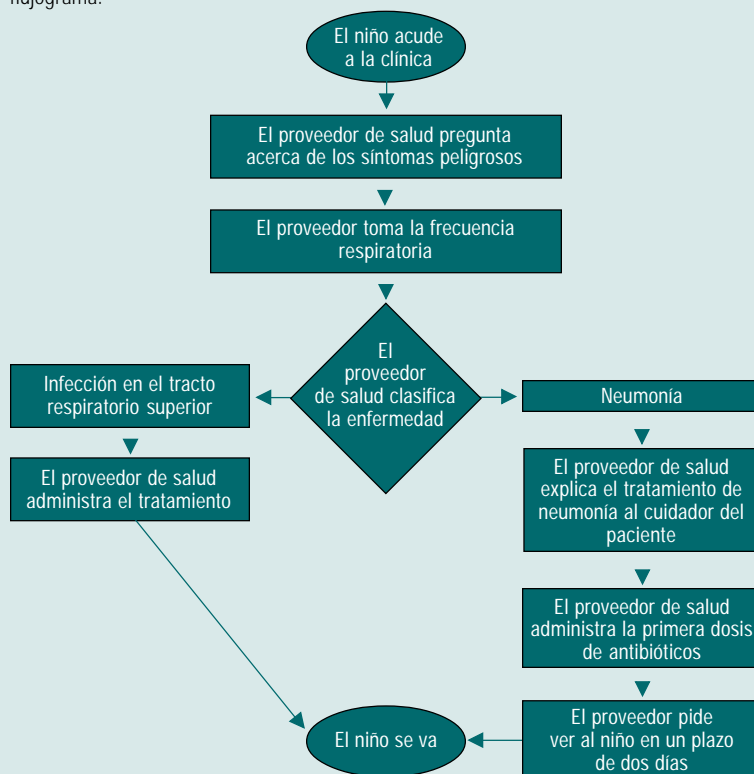 flujograma.
El niño acude
a la clínica
El proveedor de salud pregunta
acerca de los síntomas peligrosos
El proveedor toma la frecuencia
respiratoria
El
proveedor
de salud clasifica
la enfermedad
Infección en el tracto
respiratorio superior
El proveedor de salud
administra el tratamiento
Neumonía
El proveedor de salud
explica el tratamiento de
neumonía al cuidador del
paciente
El proveedor de salud
administra la primera dosis
de antibióticos
El proveedor pide
ver al niño en un plazo
de dos días
El niño se va